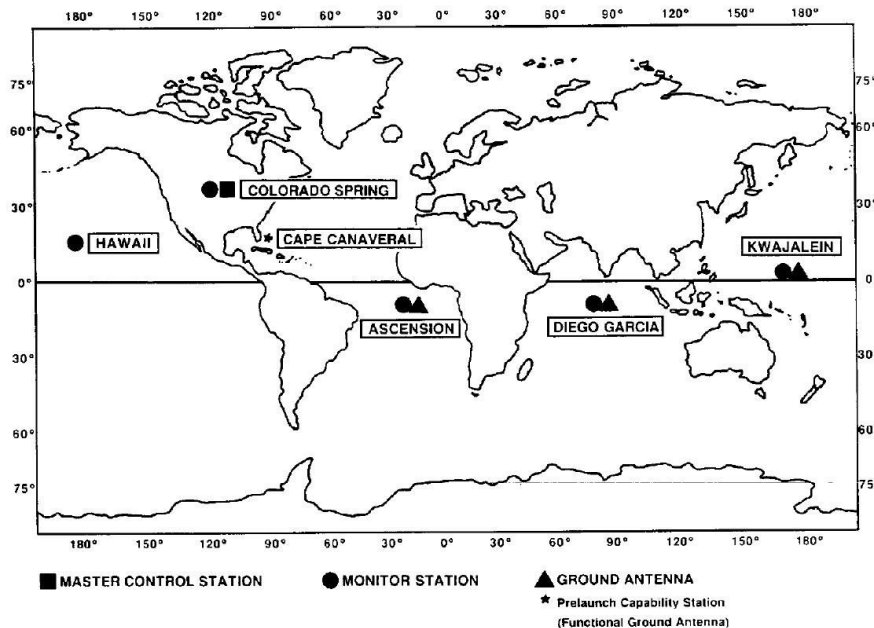 180° 150° 120° 90° 60° 30° 0° 30° 60° 90° 120° 150° 180°
75° 75°
60° 60°
COLORADO SPRING
30° 30°
HAWAII CAPE CANAVERAL KWAJALEIN
0° 0
ASCENSION DIEGO GARCIA
30° 30°
60° 60°
75° 75
180° 150° 120° 90° 60° 30° 0° 30° 60° 90° 120° 150° 180°
MASTER CONTROL STATION MONITOR STATION GROUND ANTENNA
Prelaunch Capability Station
(Functional Ground Antenna)